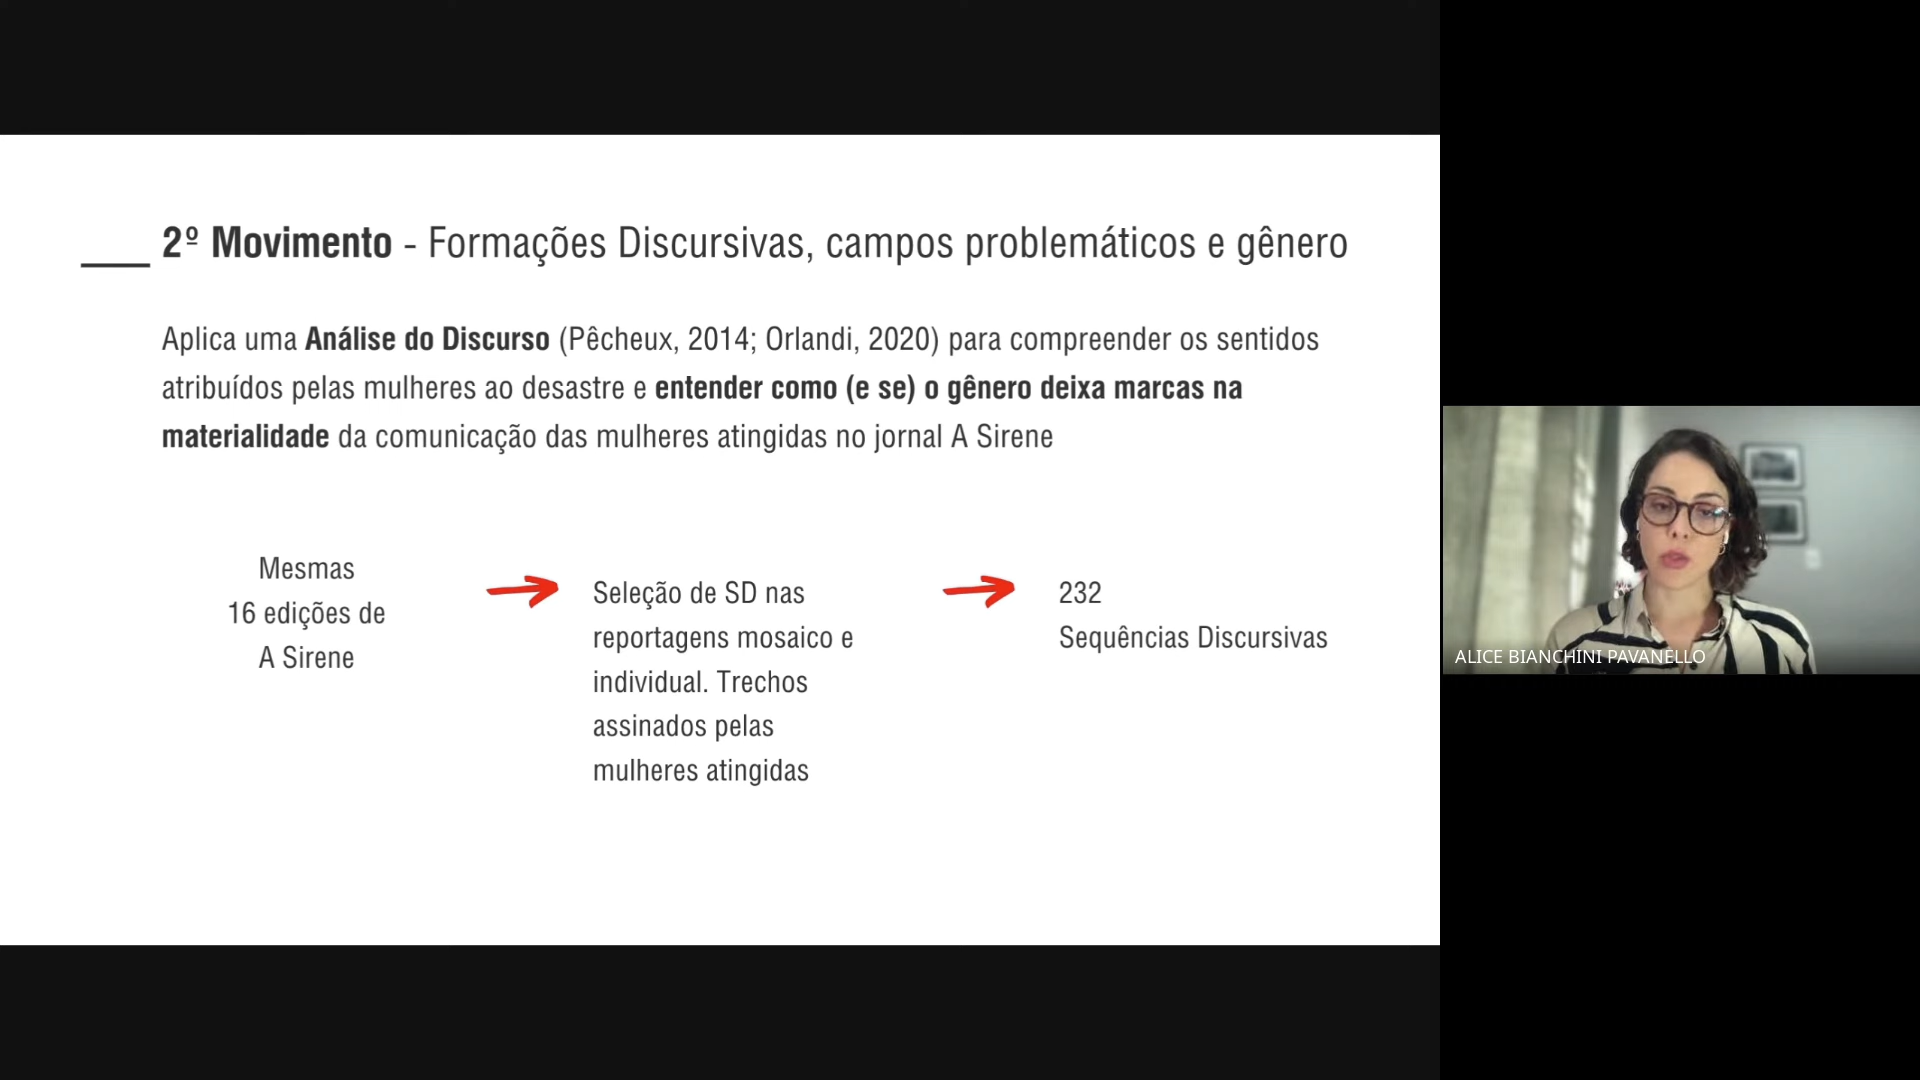 2º Movimento - Formações Discursivas, campos problemáticos e gênero
Aplica uma Análise do Discurso (Pêcheux, 2014; Orlandi, 2020) para compreender os sentidos
atribuídos pelas mulheres ao desastre e entender como (e se) o gênero deixa marcas na
materialidade da comunicação das mulheres atingidas no jornal A Sirene
Mesmas
16 edições de
A Sirene
Seleção de SD nas
reportagens mosaico e
individual. Trechos
assinados pelas
mulheres atingidas
232
Sequências Discursivas
ALICE BIANCHINI PAVANELLO